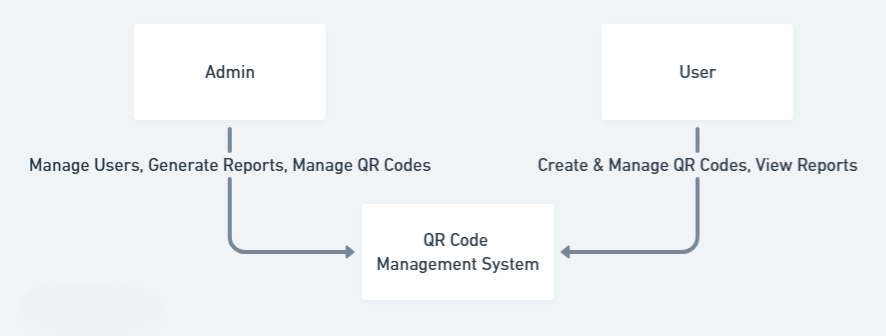 Admin
User
Manage Users, Generate Reports, Manage QR Codes
Create & Manage QR Codes, View Reports
QR Code
Management System